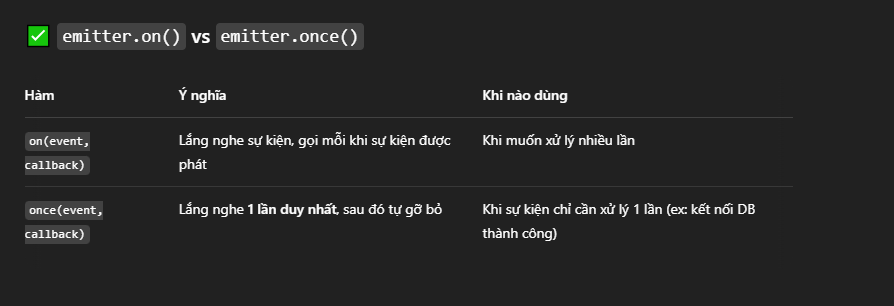 ✅ emitter.on() vs emitter.once()
Hàm Ý nghĩa Khi nào dùng
on(event, callback) Lắng nghe sự kiện, gọi mỗi khi sự kiện được phát Khi muốn xử lý nhiều lần
once(event, callback) Lắng nghe 1 lần duy nhất, sau đó tự gỡ bỏ Khi sự kiện chỉ cần xử lý 1 lần (ex: kết nối DB thành công)